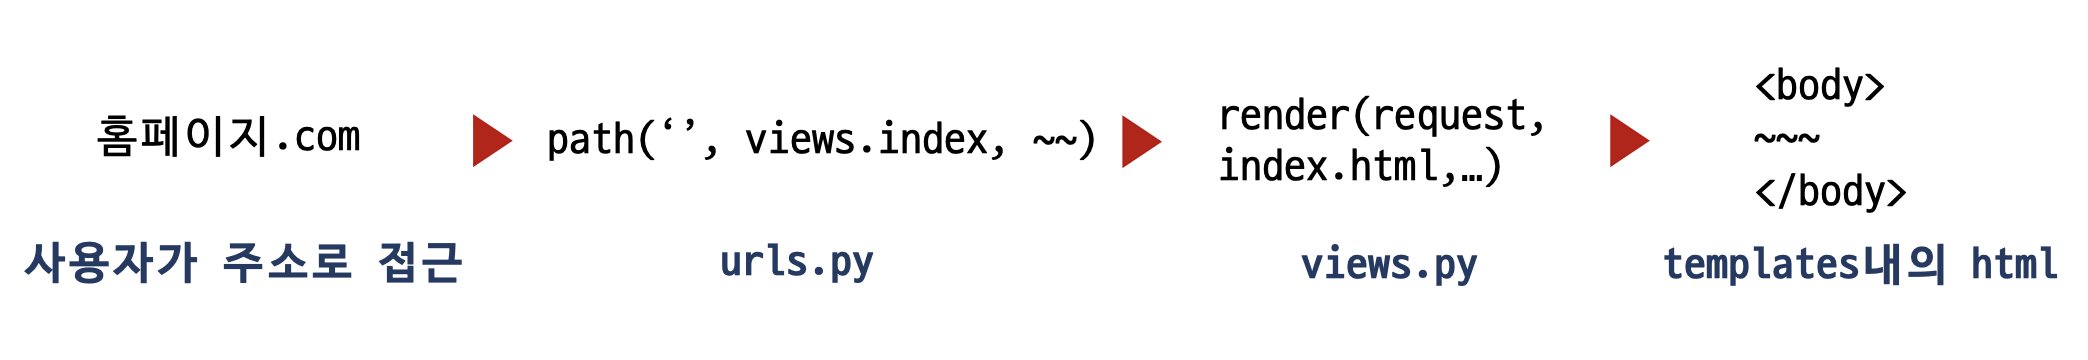 홈페이지.com
사용자가 주소로 접근
path(‘’, views.index, ~~)
urls.py
render(request,
index.html,…)
views.py
<body>
~~~
</body>
templates내의 html